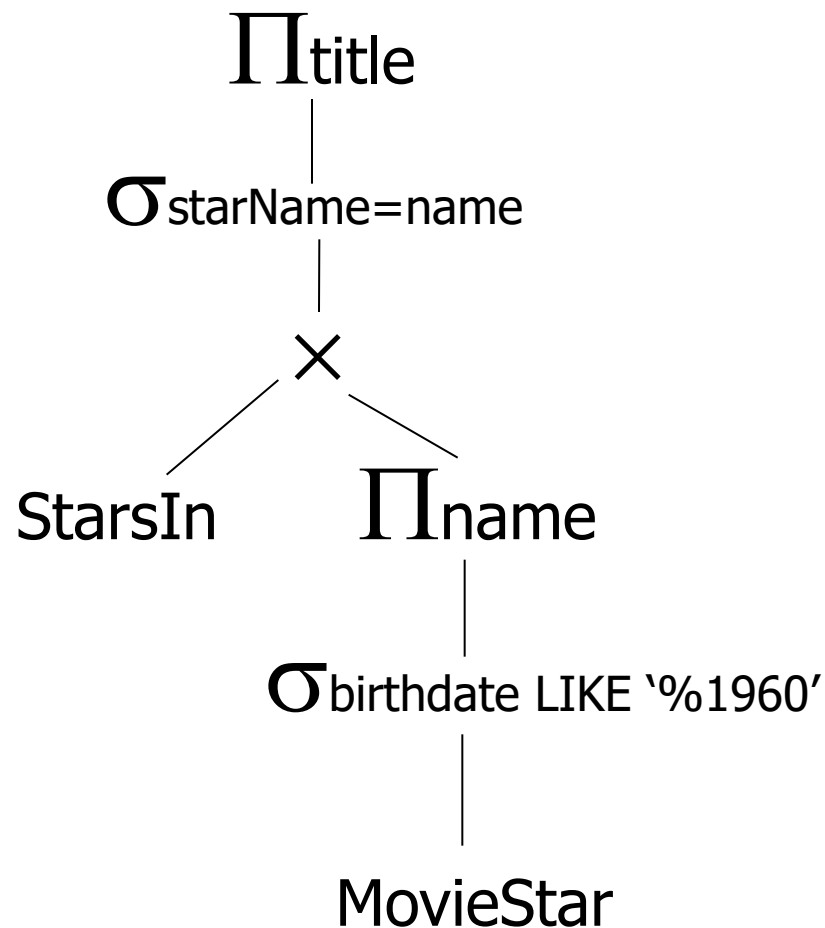 Πtitle
σstarName=name
×
StarsIn Πname
σbirthdate LIKE ‘%1960’
MovieStar